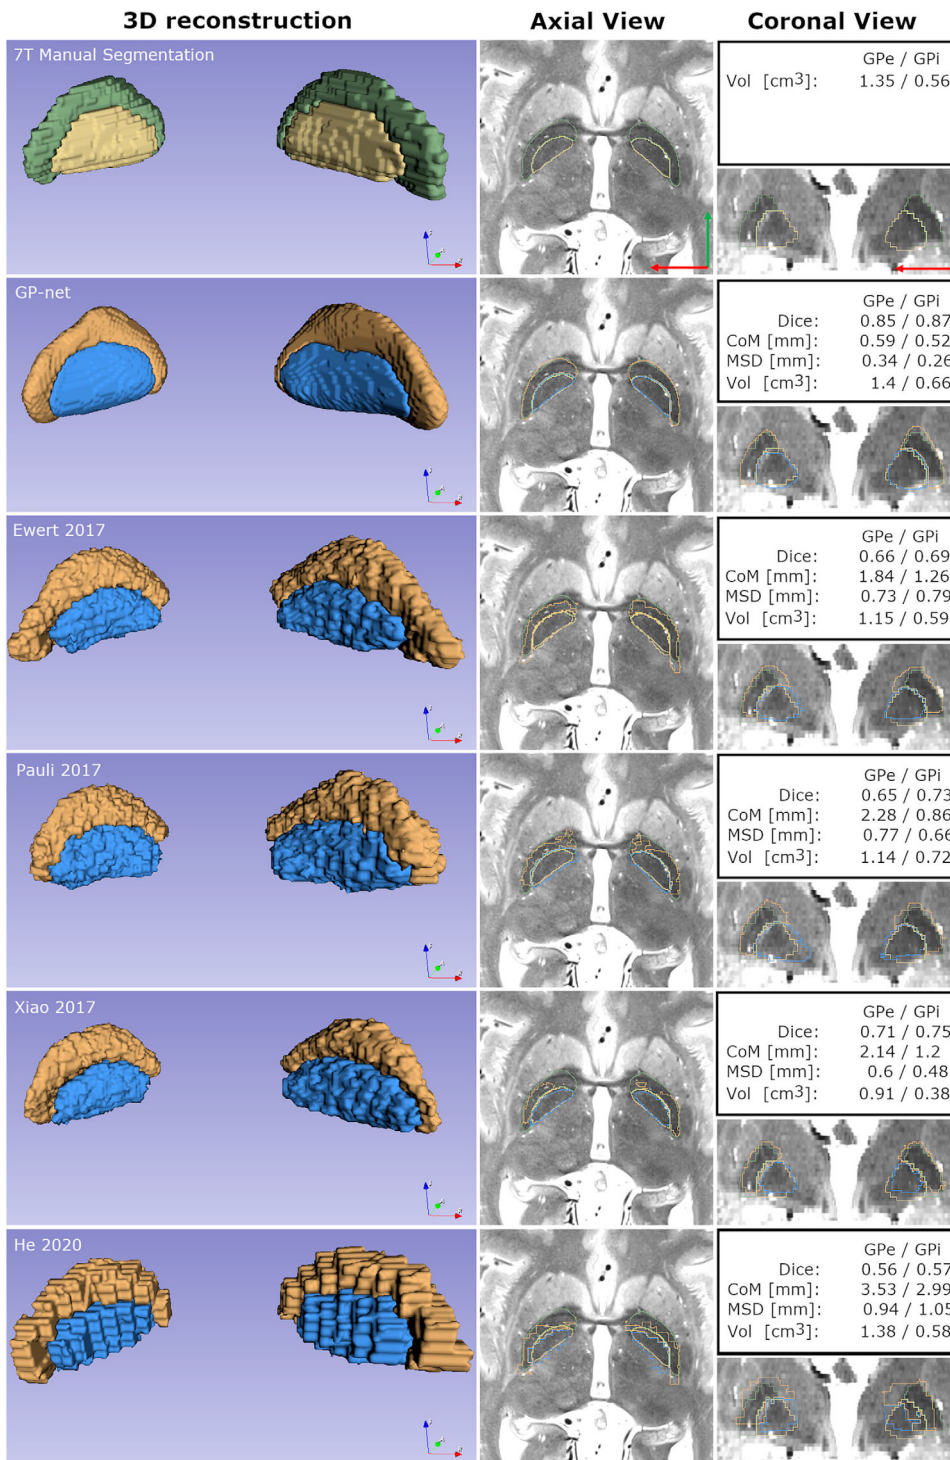 3D reconstruction
Axial View
Coronal View
7T Manual Segmentation
GPe / GPi
Vol [cm3]: 1.35 / 0.56
GP-net
GPe / GPi
Dice: 0.85 / 0.87
CoM [mm]: 0.59 / 0.52
MSD [mm]: 0.34 / 0.26
Vol [cm3]: 1.4 / 0.66
Ewert 2017
GPe / GPi
Dice: 0.66 / 0.69
CoM [mm]: 1.84 / 1.26
MSD [mm]: 0.73 / 0.79
Vol [cm3]: 1.15 / 0.59
Pauli 2017
GPe / GPi
Dice: 0.65 / 0.73
CoM [mm]: 2.28 / 0.86
MSD [mm]: 0.77 / 0.66
Vol [cm3]: 1.14 / 0.72
Xiao 2017
GPe / GPi
Dice: 0.71 / 0.75
CoM [mm]: 2.14 / 1.2
MSD [mm]: 0.6 / 0.48
Vol [cm3]: 0.91 / 0.38
He 2020
GPe / GPi
Dice: 0.56 / 0.57
CoM [mm]: 3.53 / 2.99
MSD [mm]: 0.94 / 1.05
Vol [cm3]: 1.38 / 0.58